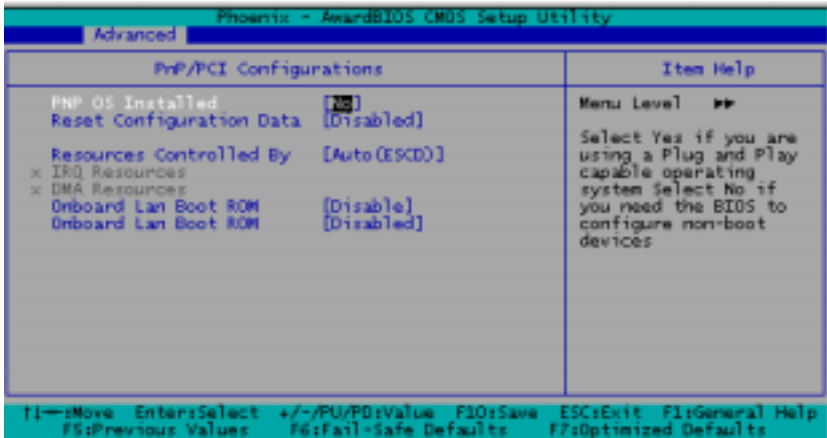 Phoenix - AwardBIOS CMOS Setup Utility
Advanced
PnP/PCI Configurations
Item Help
PNP OS Installed [No]
Reset Configuration Data [Disabled]
Resources Controlled By [Auto(ESCD)]
x IRQ Resources
x DMA Resources
Onboard Lan Boot ROM [Disable]
Onboard Lan Boot ROM [Disabled]
Menu Level ▶▶
Select Yes if you are
using a Plug and Play
capable operating
system Select No if
you need the BIOS to
configure non-boot
devices
↑↓→←:Move Enter:Select +/-/PU/PD:Value F10:Save ESC:Exit F1:General Help
F5:Previous Values F6:Fail-Safe Defaults F7:Optimized Defaults